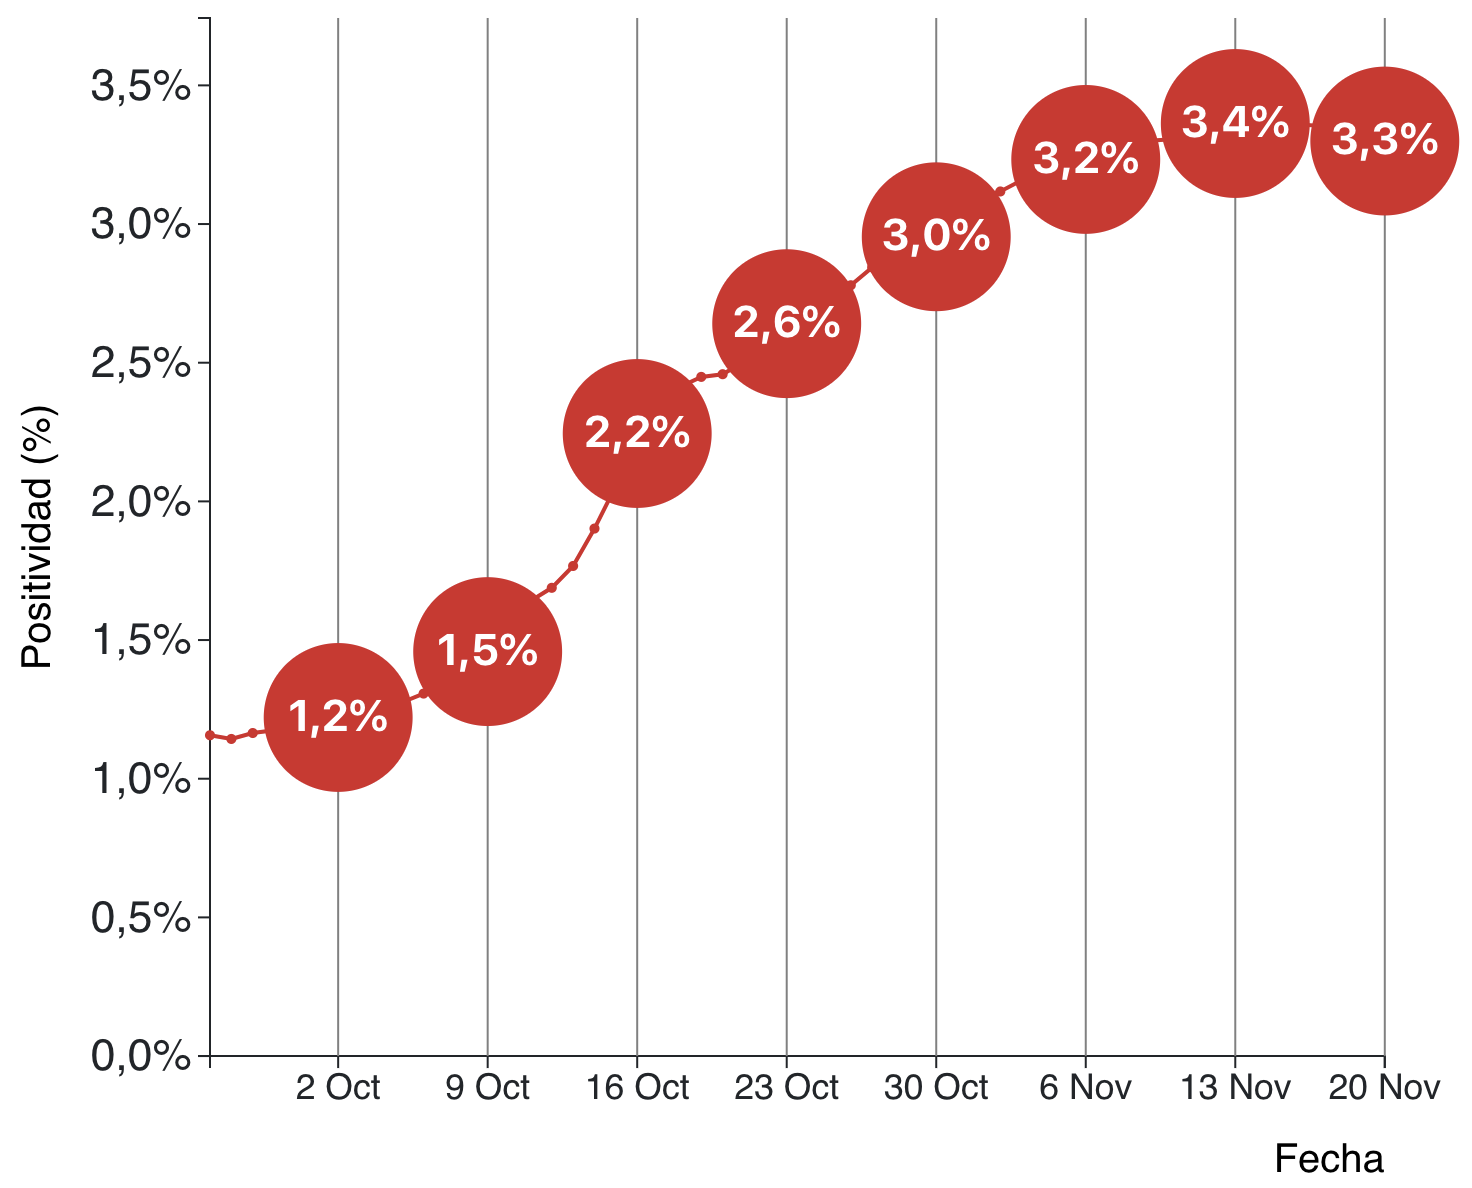 Positividad (%)
3,5%
3,0%
2,5%
2,0%
1,5%
1,0%
0,5%
0,0%
1,2%
1,5%
2,2%
2,6%
3,0%
3,2%
3,4%
3,3%
2 Oct
9 Oct
16 Oct
23 Oct
30 Oct
6 Nov
13 Nov
20 Nov
Fecha